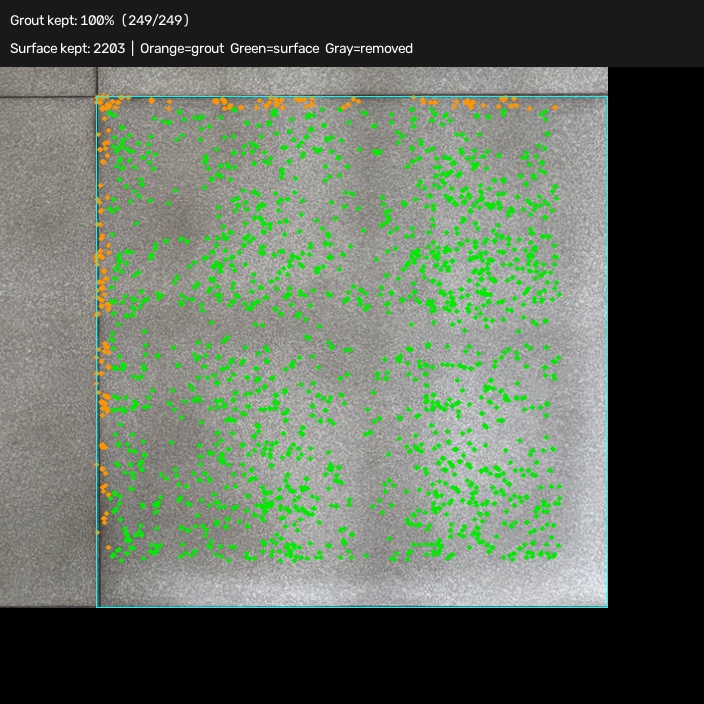 Grout kept: 100% (249/249)
Surface kept: 2203 | Orange=grout Green=surface Gray=removed